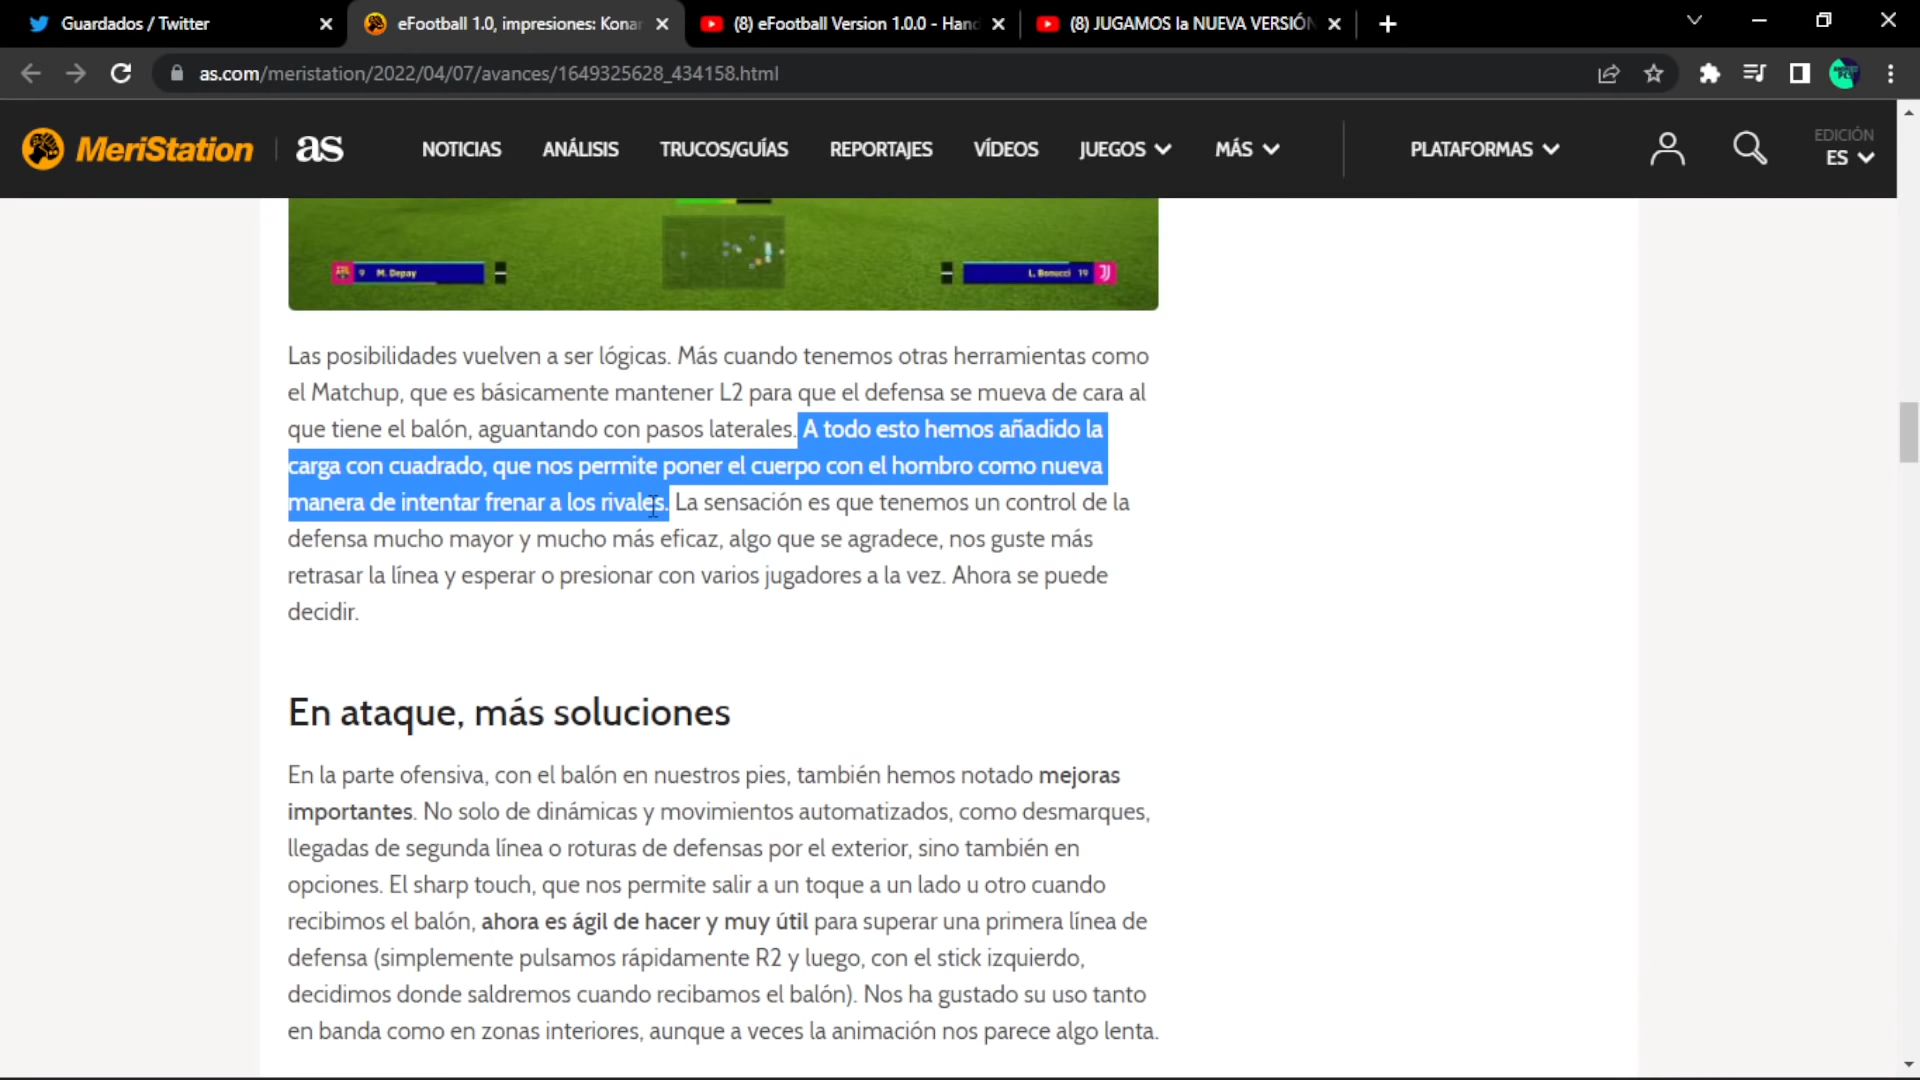 Guardados / Twitter
eFootball 1.0, impresiones: Konar
(8) eFootball Version 1.0.0 - Hand
(8) JUGAMOS la NUEVA VERSIÓN
as.com/meristation/2022/04/07/avances/1649325628_434158.html
MeriStation
as
NOTICIAS
ANÁLISIS
TRUCOS/GUÍAS
REPORTAJES
VÍDEOS
JUEGOS
MÁS
PLATAFORMAS
EDICIÓN
ES
9 M. Depay
L. Bonucci 19
Las posibilidades vuelven a ser lógicas. Más cuando tenemos otras herramientas como
el Matchup, que es básicamente mantener L2 para que el defensa se mueva de cara al
que tiene el balón, aguantando con pasos laterales. A todo esto hemos añadido la
carga con cuadrado, que nos permite poner el cuerpo con el hombro como nueva
manera de intentar frenar a los rivales. La sensación es que tenemos un control de la
defensa mucho mayor y mucho más eficaz, algo que se agradece, nos guste más
retrasar la línea y esperar o presionar con varios jugadores a la vez. Ahora se puede
decidir.
En ataque, más soluciones
En la parte ofensiva, con el balón en nuestros pies, también hemos notado mejoras
importantes. No solo de dinámicas y movimientos automatizados, como desmarques,
llegadas de segunda línea o roturas de defensas por el exterior, sino también en
opciones. El sharp touch, que nos permite salir a un toque a un lado u otro cuando
recibimos el balón, ahora es ágil de hacer y muy útil para superar una primera línea de
defensa (simplemente pulsamos rápidamente R2 y luego, con el stick izquierdo,
decidimos donde saldremos cuando recibamos el balón). Nos ha gustado su uso tanto
en banda como en zonas interiores, aunque a veces la animación nos parece algo lenta.